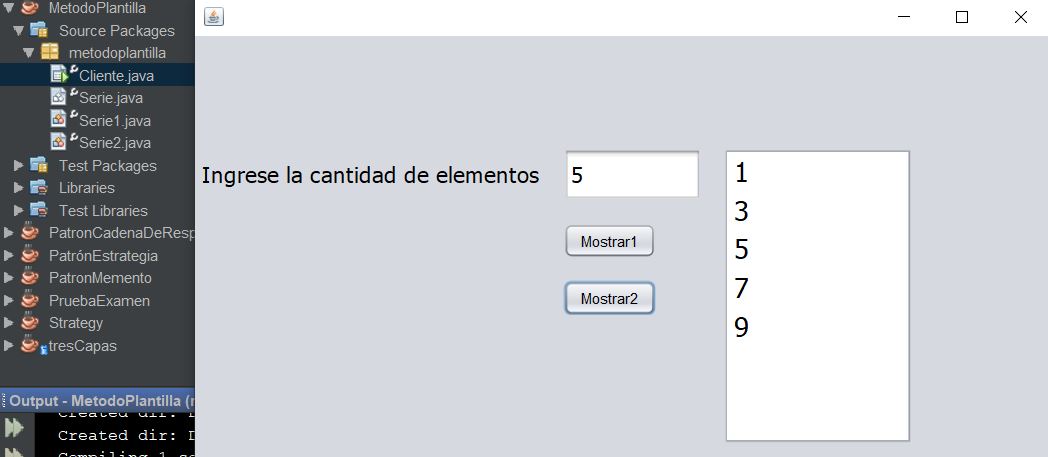 MetodoPlantilla
Source Packages
metodoplantilla
Cliente.java
Serie.java
Serie1.java
Serie2.java
Test Packages
Libraries
Test Libraries
PatronCadenaDeResp
PatrónEstrategia
PatronMemento
PruebaExamen
Strategy
tresCapas
Output - MetodoPlantilla (
Created dir:
Created dir:
Compiling 1
Ingrese la cantidad de elementos
5
Mostrar1
Mostrar2
1
3
5
7
9